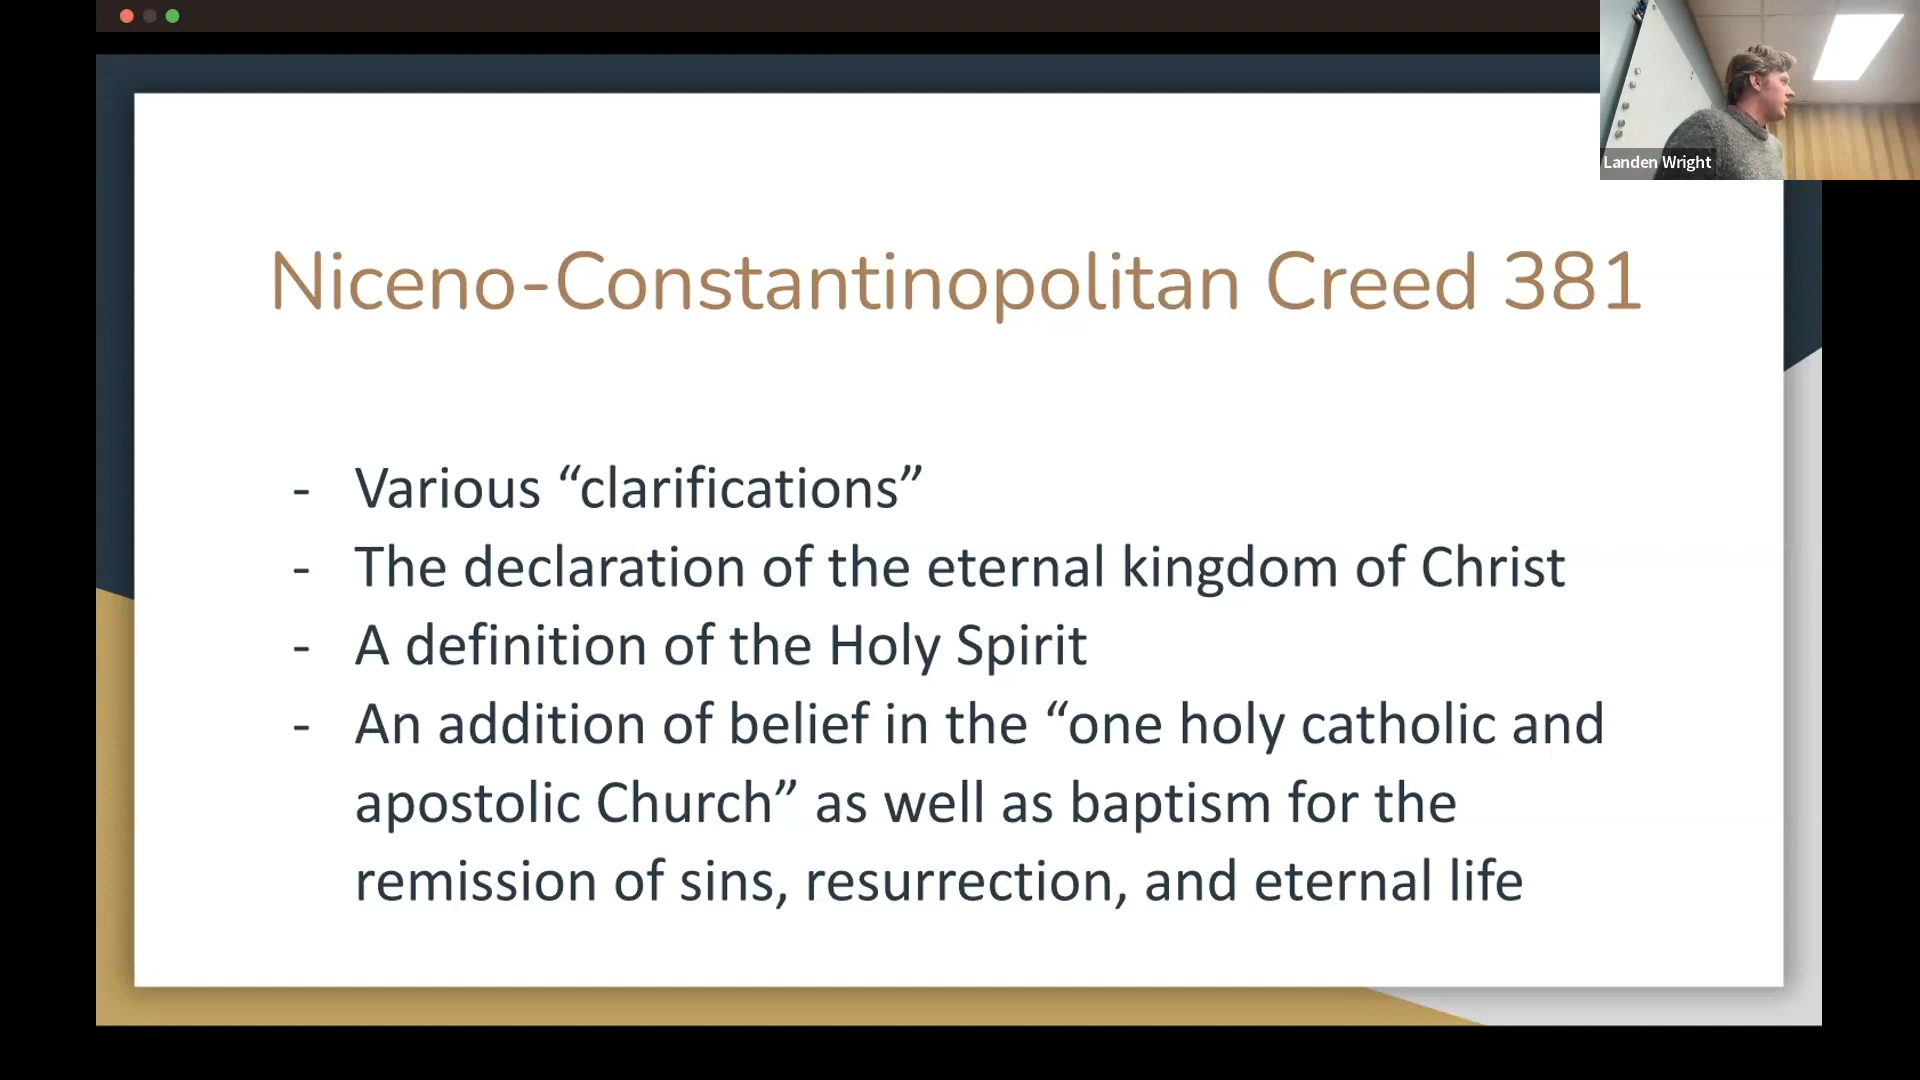 Landen Wright
Niceno-Constantinopolitan Creed 381
- Various “clarifications”
- The declaration of the eternal kingdom of Christ
- A definition of the Holy Spirit
- An addition of belief in the “one holy catholic and
apostolic Church” as well as baptism for the
remission of sins, resurrection, and eternal life